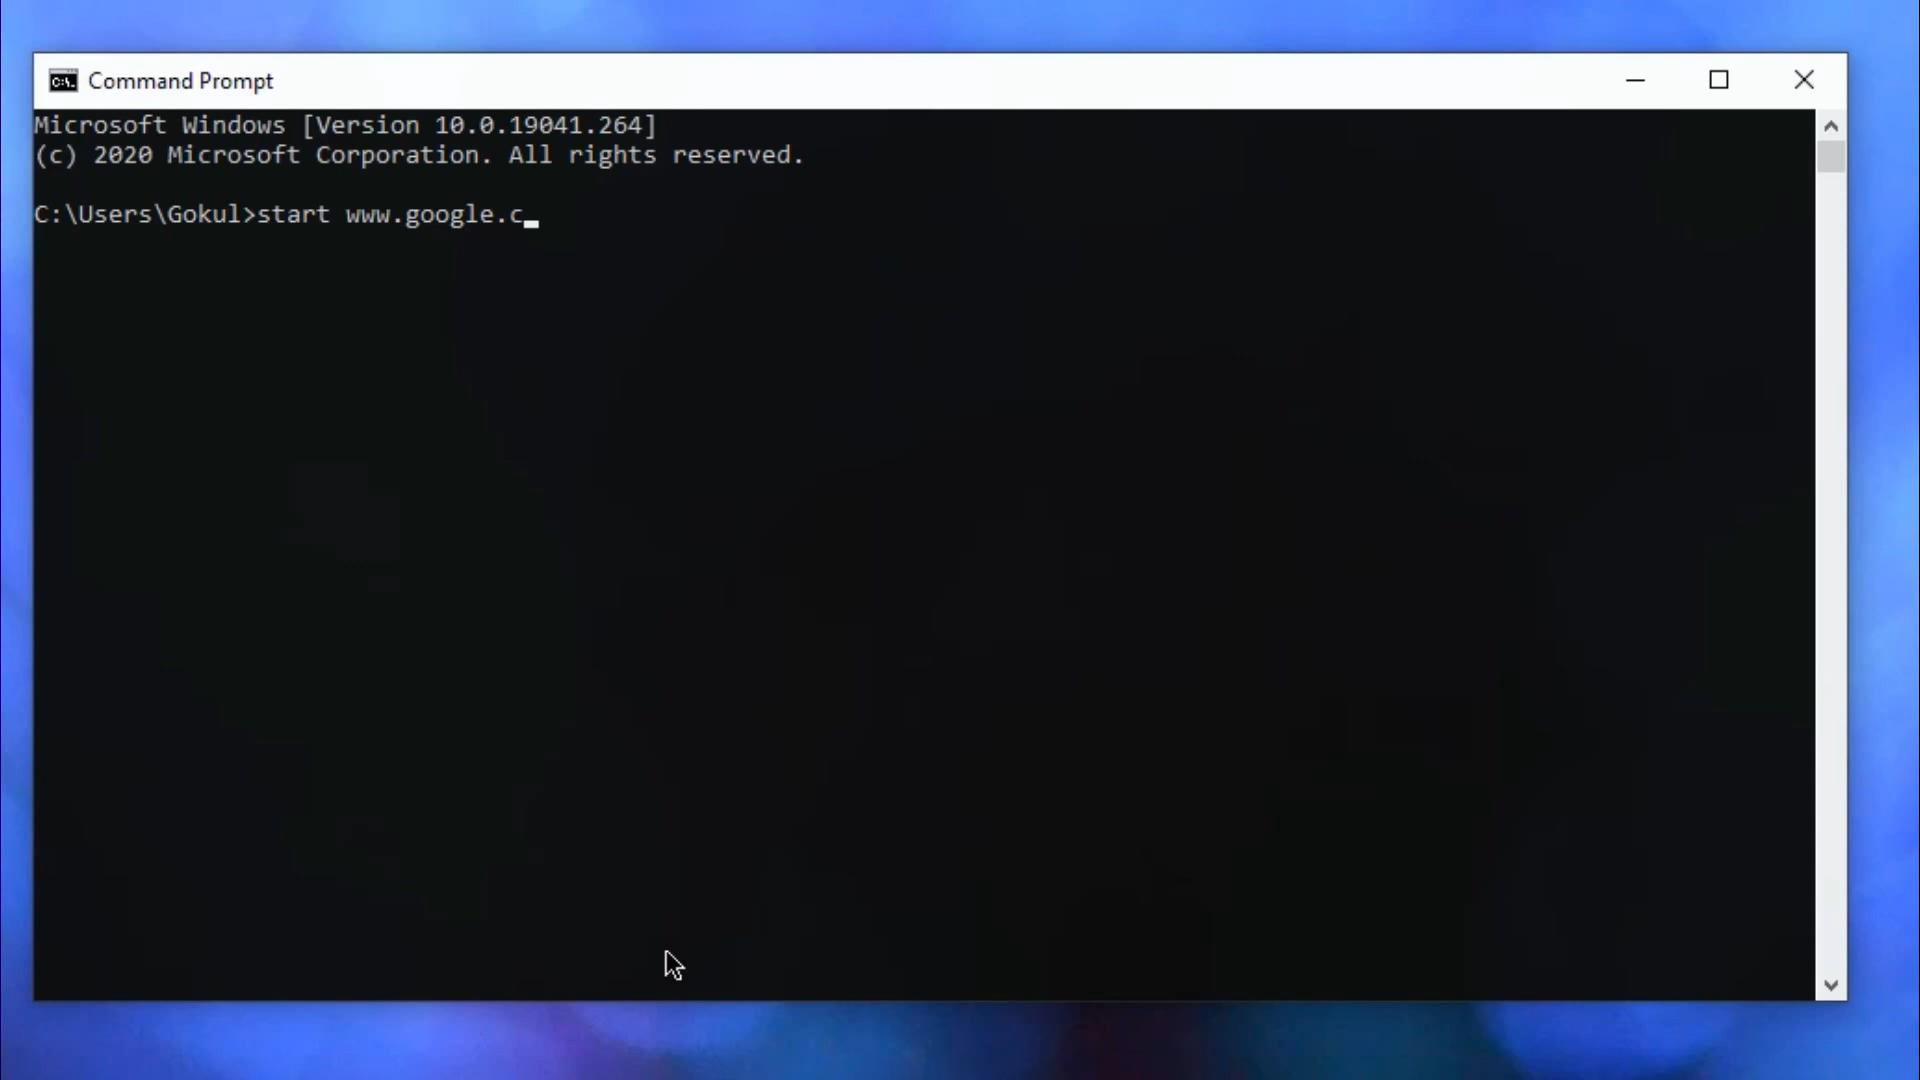 Command Prompt
Microsoft Windows [Version 10.0.19041.264]
(c) 2020 Microsoft Corporation. All rights reserved.
C:\Users\Gokul>start www.google.c